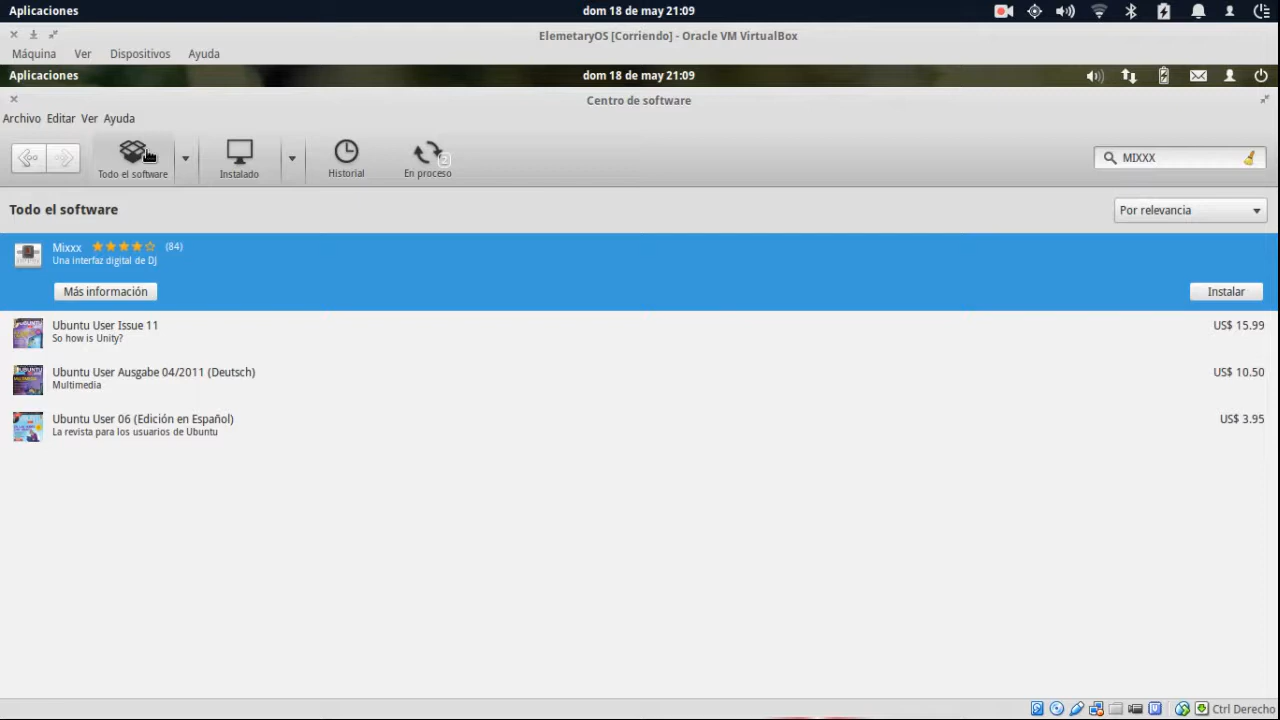 Aplicaciones dom 18 de may 21:09
ElemetaryOS [Corriendo] - Oracle VM VirtualBox
Máquina Ver Dispositivos Ayuda
Aplicaciones dom 18 de may 21:09
Centro de software
Archivo Editar Ver Ayuda
Todo el software Instalado Historial En proceso 2 MIXXX
Todo el software Por relevancia
Mixxx (84)
Una interfaz digital de DJ
Más información Instalar
Ubuntu User Issue 11 US$ 15.99
So how is Unity?
Ubuntu User Ausgabe 04/2011 (Deutsch) US$ 10.50
Multimedia
Ubuntu User 06 (Edición en Español) US$ 3.95
La revista para los usuarios de Ubuntu
Ctrl Derecho